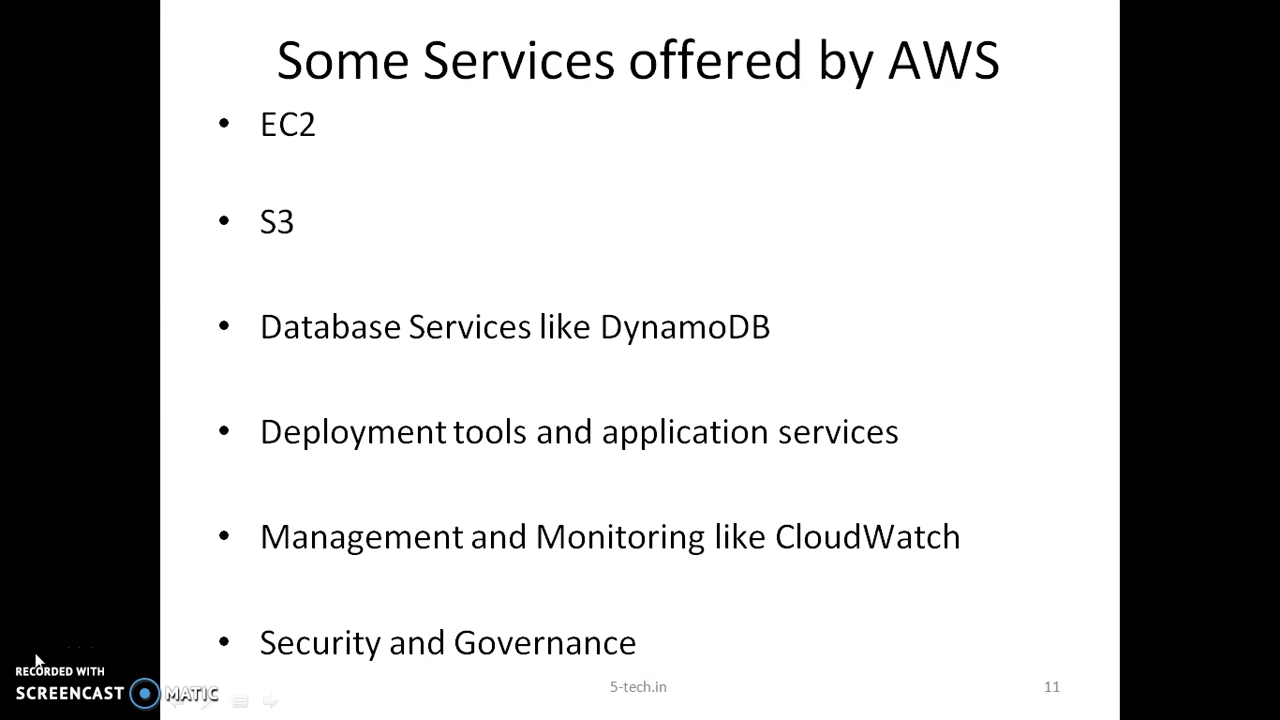 Some Services offered by AWS
• EC2
• S3
• Database Services like DynamoDB
• Deployment tools and application services
• Management and Monitoring like CloudWatch
• Security and Governance
5-tech.in
11
RECORDED WITH
SCREENCAST MATIC